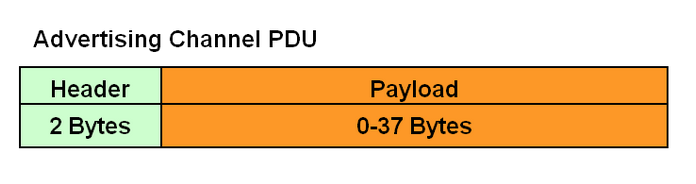 Advertising Channel PDU
Header Payload
2 Bytes 0-37 Bytes